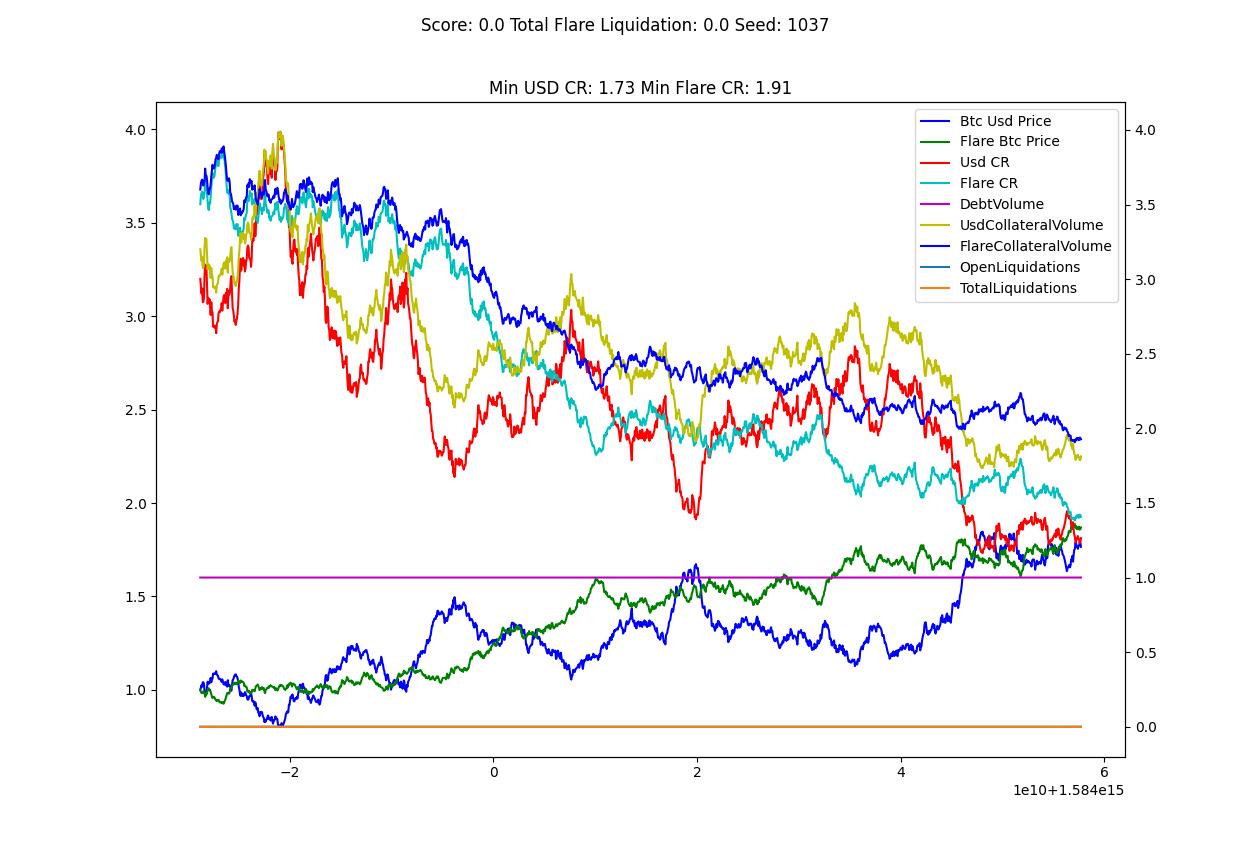 Score: 0.0 Total Flare Liquidation: 0.0 Seed: 1037
Min USD CR: 1.73 Min Flare CR: 1.91
Btc Usd Price
Flare Btc Price
Usd CR
Flare CR
DebtVolume
UsdCollateralVolume
FlareCollateralVolume
OpenLiquidations
TotalLiquidations
4.0
3.5
3.0
2.5
2.0
1.5
1.0
4.0
3.5
3.0
2.5
2.0
1.5
1.0
0.5
0.0
−2 0 2 4 6
1e10+1.584e15